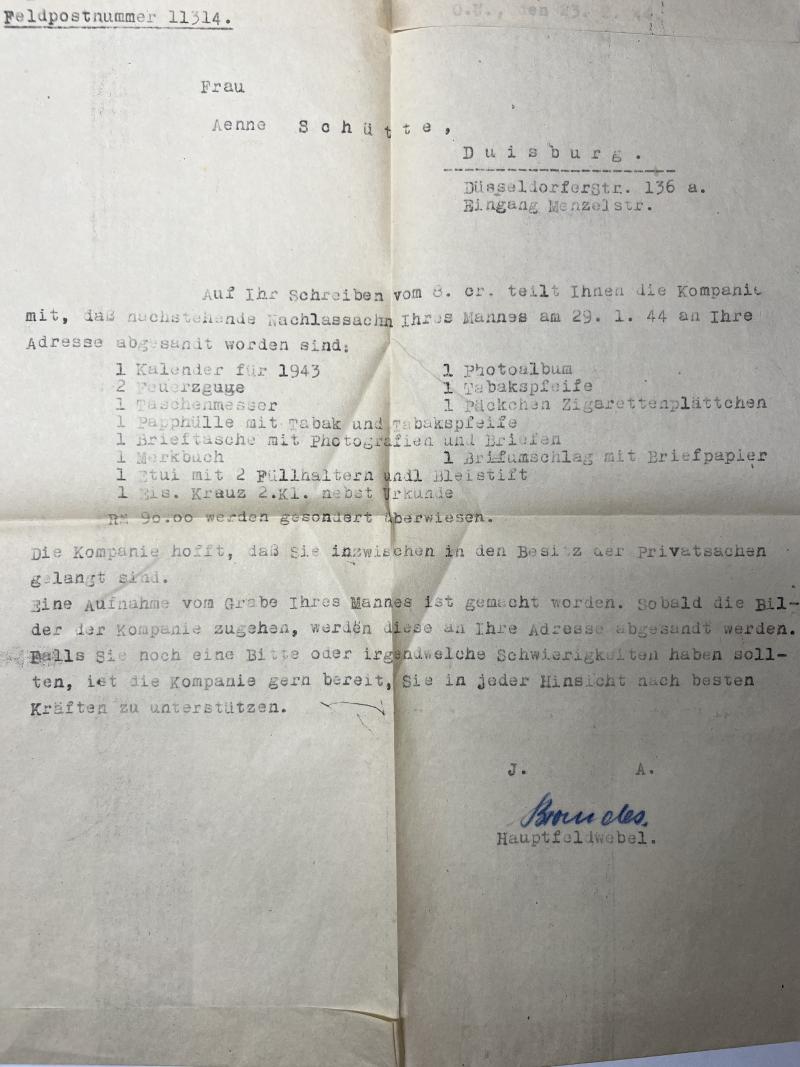 Feldpostnummer 11314.
O.U., den 23.
Frau
Aenne Schütte,
Duisburg.
Düsseldorferstr. 136 a.
Eingang Menzelstr.
Auf Ihr Schreiben vom 8. cr. teilt Ihnen die Kompanie
mit, daß nachstehende Nachlassachn Ihres Mannes am 29. 1. 44 an Ihre
Adresse abgesandt worden sind:
1 Kalender für 1943 1 Photoalbum
2 Feuerzguge 1 Tabakspfeife
1 Taschenmesser 1 Päckchen Zigarettenplättchen
1 Papphülle mit Tabak und Tabakspfeife
1 Brieftasche mit Photografien und Briefen
1 Merkbuch 1 Brifumschlag mit Briefpapier
1 Etui mit 2 Füllhaltern undl Bleistift
1 Eis. Krauz 2.Kl. nebst Urkunde
RM 90.00 werden gesondert überwiesen.
Die Kompanie hofft, daß Sie inzwischen in den Besitz der Privatsachen
gelangt sind.
Eine Aufnahme vom Grabe Ihres Mannes ist gemacht worden. Sobald die Bil-
der der Kompanie zugehen, werden diese an Ihre Adresse abgesandt werden.
Falls Sie noch eine Bitte oder irgendwelche Schwierigkeiten haben soll-
ten, ist die Kompanie gern bereit, Sie in jeder Hinsicht nach besten
Kräften zu unterstützen.
J. A.
Brandes.
Hauptfeldwebel.